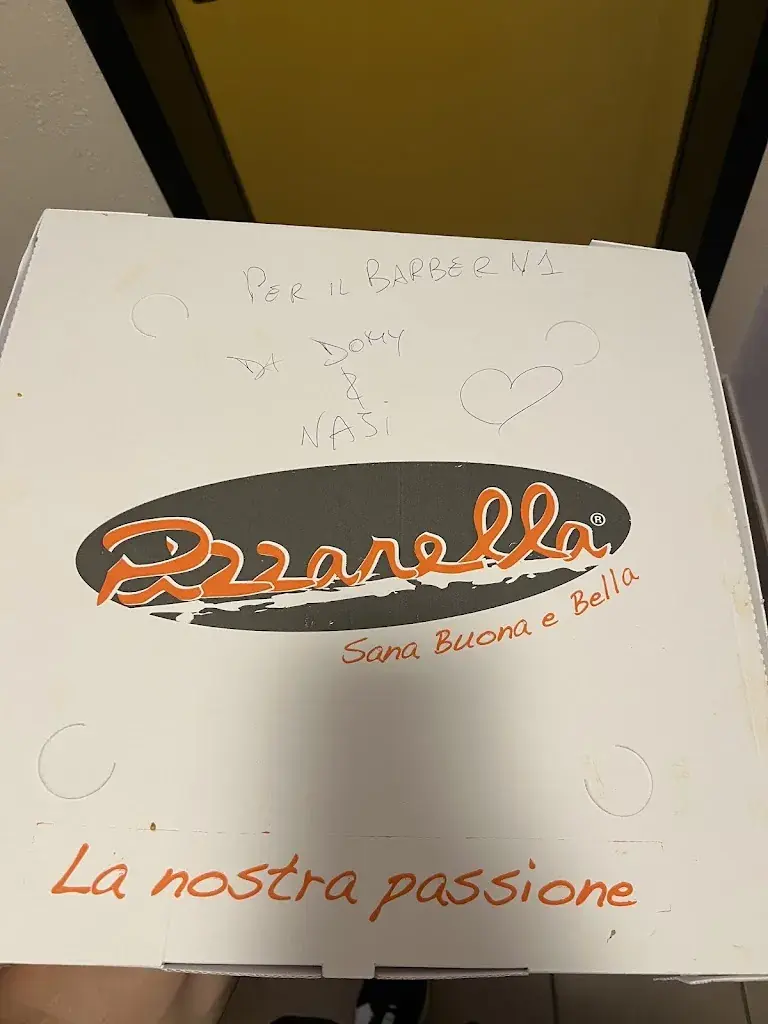 PER IL BARBER N1
DA DOMY
&
NASI
Pizzarella®
Sana Buona e Bella
La nostra passione